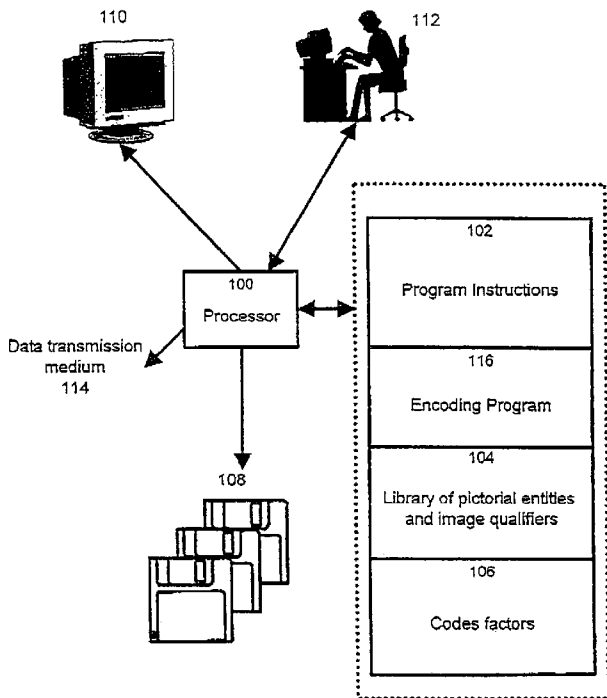 110
112
102
Program Instructions
100
Processor
Data transmission
medium
114
116
Encoding Program
104
Library of pictorial entities
and image qualifiers
108
106
Codes factors